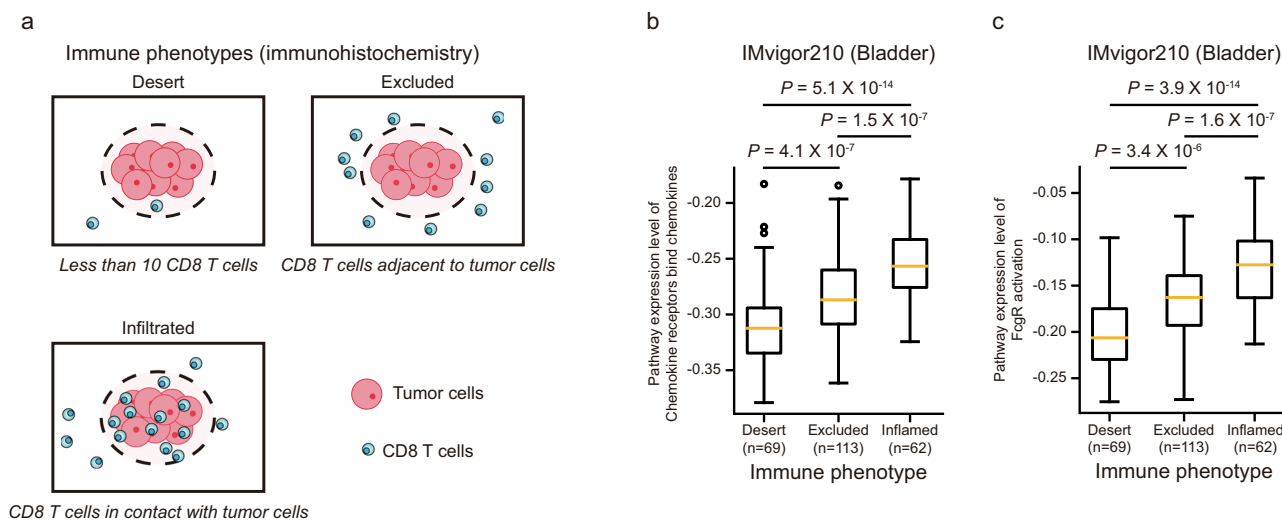 a
Immune phenotypes (immunohistochemistry)
Desert
Excluded
Less than 10 CD8 T cells
CD8 T cells adjacent to tumor cells
Infiltrated
Tumor cells
CD8 T cells
CD8 T cells in contact with tumor cells
b
IMvigor210 (Bladder)
P = 5.1 X 10-14
P = 1.5 X 10-7
P = 4.1 X 10-7
Pathway expression level of
Chemokine receptors bind chemokines
-0.20
-0.25
-0.30
-0.35
Desert Excluded Inflamed
(n=69) (n=113) (n=62)
Immune phenotype
c
IMvigor210 (Bladder)
P = 3.9 X 10-14
P = 1.6 X 10-7
P = 3.4 X 10-6
Pathway expression level of
FcgR activation
-0.05
-0.10
-0.15
-0.20
-0.25
Desert Excluded Inflamed
(n=69) (n=113) (n=62)
Immune phenotype